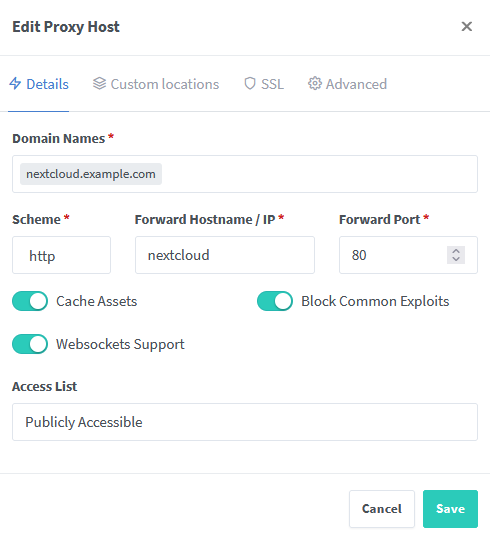 Edit Proxy Host
Details Custom locations SSL Advanced
Domain Names *
nextcloud.example.com
Scheme * Forward Hostname / IP * Forward Port *
http nextcloud 80
Cache Assets Block Common Exploits
Websockets Support
Access List
Publicly Accessible
Cancel Save